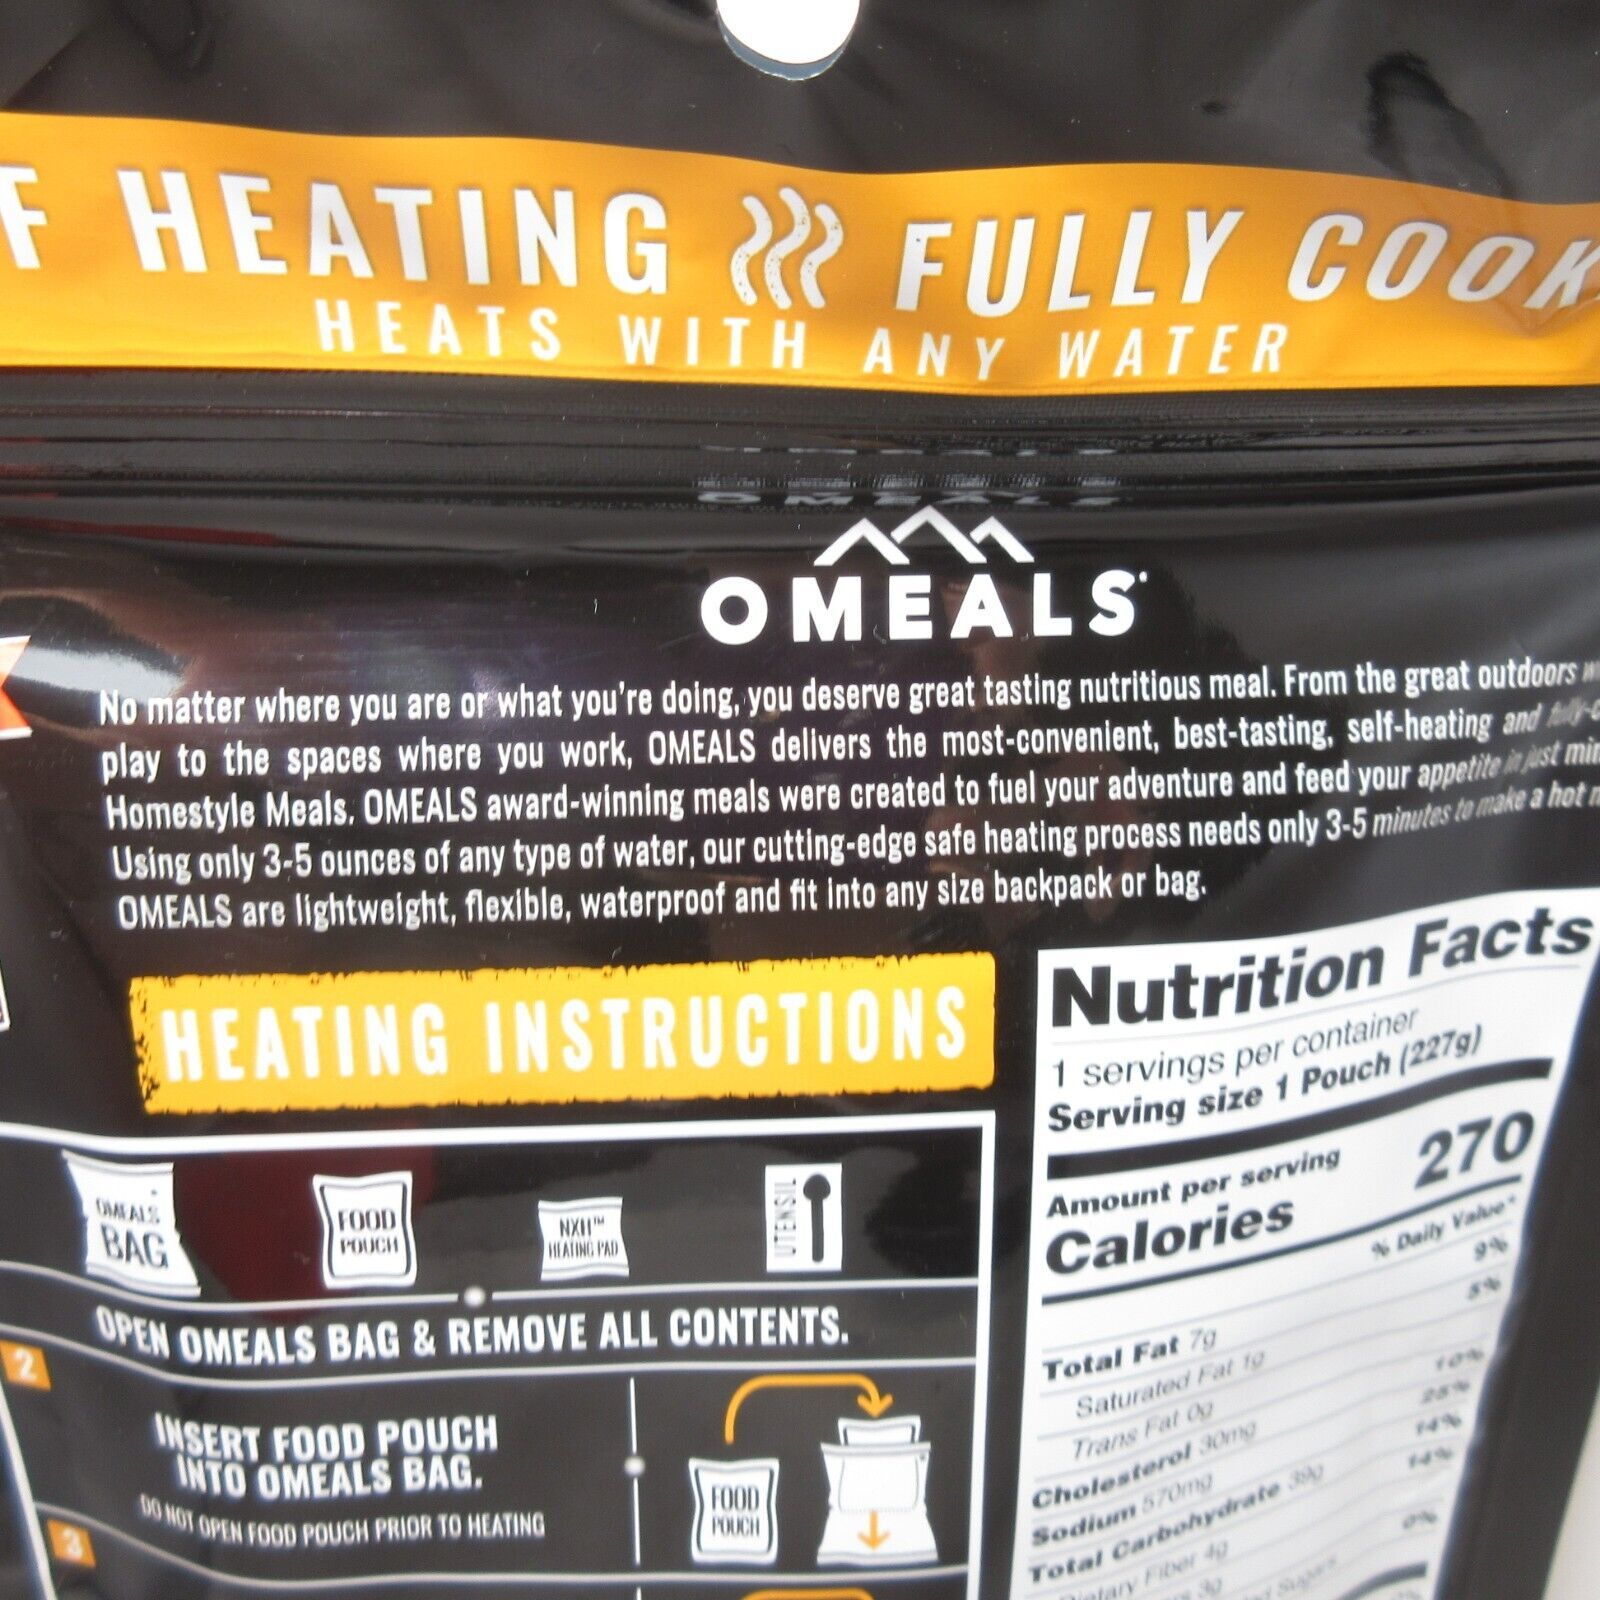 F HEATING FULLY COOK
HEATS WITH ANY WATER
OMEALS
OMEALS
No matter where you are or what you're doing, you deserve great tasting nutritious meal. From the great outdoors
play to the spaces where you work, OMEALS delivers the most-convenient, best-tasting, self-heating and fully-c
Homestyle Meals. OMEALS award-winning meals were created to fuel your adventure and feed your appetite in just min
Using only 3-5 ounces of any type of water, our cutting-edge safe heating process needs only 3-5 minutes to make a hot
OMEALS are lightweight, flexible, waterproof and fit into any size backpack or bag.
HEATING INSTRUCTIONS
OMEALS
BAG
FOOD
POUCH
NXH™
HEATING PAD
UTENSIL
OPEN OMEALS BAG & REMOVE ALL CONTENTS.
2
INSERT FOOD POUCH
INTO OMEALS BAG.
DO NOT OPEN FOOD POUCH PRIOR TO HEATING
FOOD
POUCH
3
Nutrition Facts
1 servings per container
Serving size 1 Pouch (227g)
Amount per serving
Calories 270
% Daily Value*
Total Fat 7g 9%
Saturated Fat 1g 5%
Trans Fat 0g
Cholesterol 30mg 10%
Sodium 570mg 25%
Total Carbohydrate 39g 14%
Dietary Fiber 4g 14%
3g
Sugars 0%